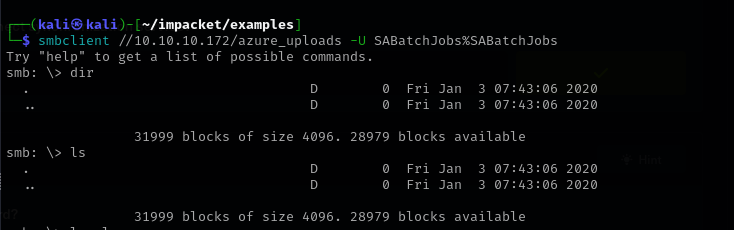 ┌──(kali㉿kali)-[~/impacket/examples]
└─$ smbclient //10.10.10.172/azure_uploads -U SABatchJobs%SABatchJobs
Try "help" to get a list of possible commands.
smb: \> dir
  .                                   D        0  Fri Jan  3 07:43:06 2020
  ..                                  D        0  Fri Jan  3 07:43:06 2020

                31999 blocks of size 4096. 28979 blocks available
smb: \> ls
  .                                   D        0  Fri Jan  3 07:43:06 2020
  ..                                  D        0  Fri Jan  3 07:43:06 2020
Hint

                31999 blocks of size 4096. 28979 blocks available